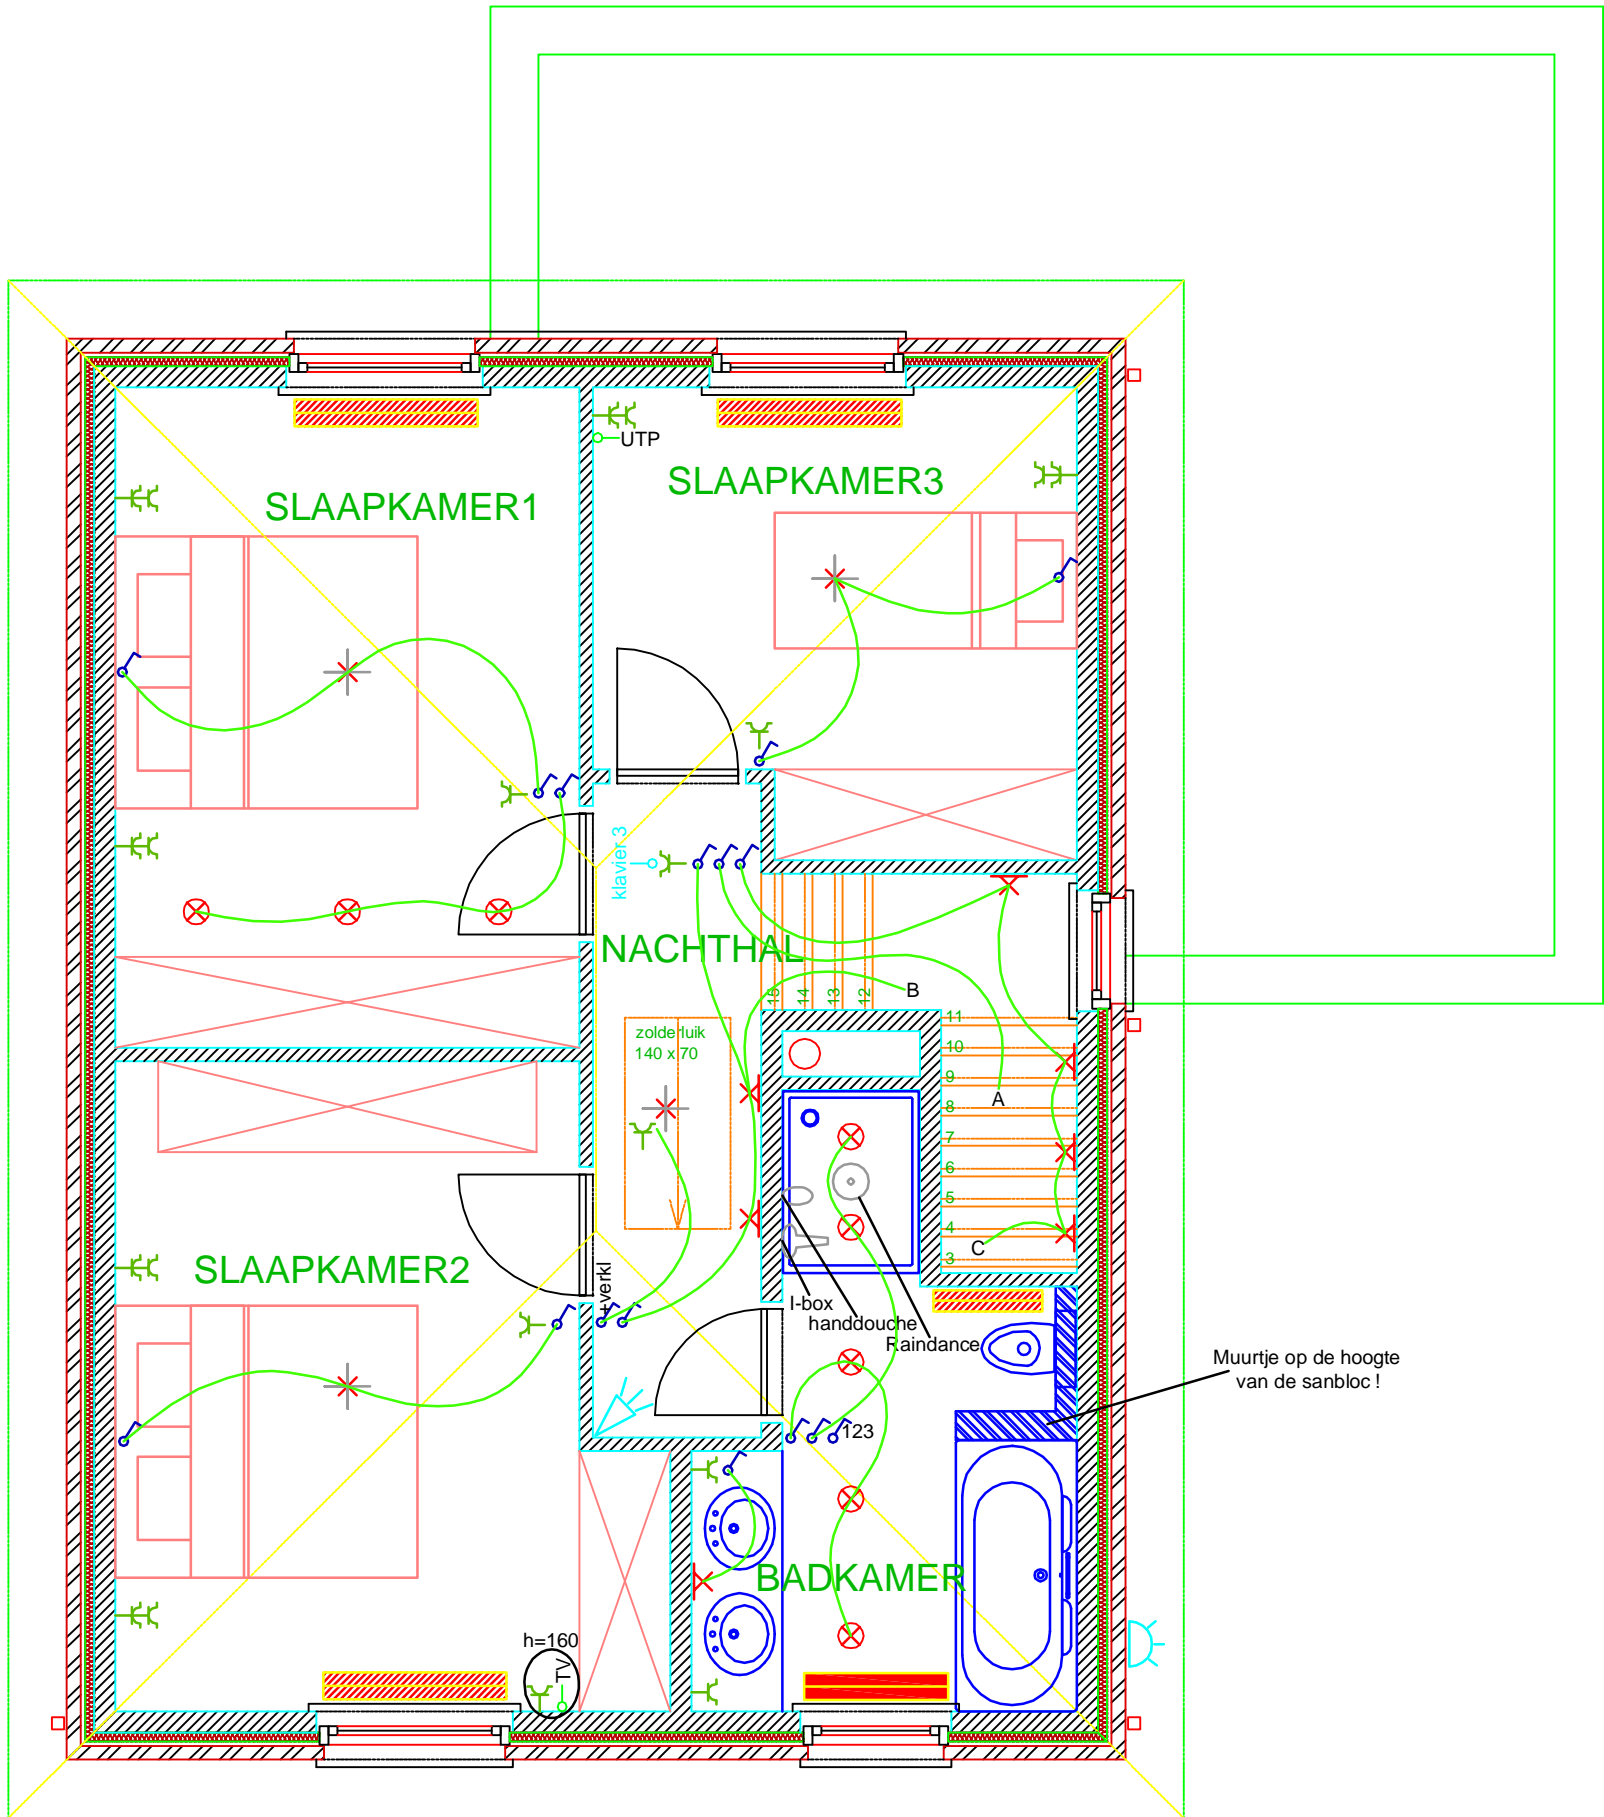 UTP
SLAAPKAMER3
SLAAPKAMER1
klavier 3
NACHTHAL
B
15
14
13
12
11
zolderluik
140 x 70
10
9
A
8
7
6
5
4
C
3
SLAAPKAMER2
+verkl
I-box
handdouche
Raindance
Muurtje op de hoogte
van de sanbloc !
123
BADKAMER
h=160
TV